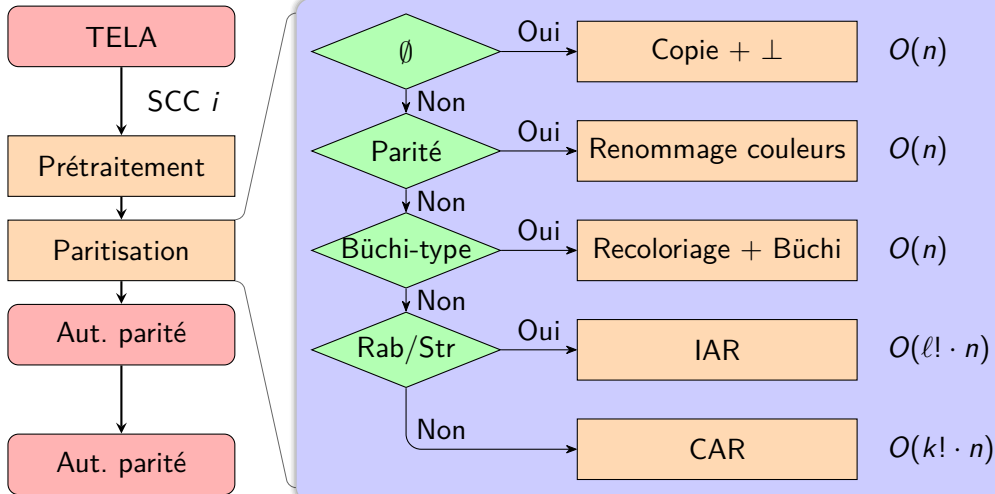 TELA
SCC i
Prétraitement
Paritisation
Aut. parité
Aut. parité
∅
Oui
Copie + ⊥
O(n)
Non
Parité
Oui
Renommage couleurs
O(n)
Non
Büchi-type
Oui
Recoloriage + Büchi
O(n)
Non
Rab/Str
Oui
IAR
O(ℓ! · n)
Non
CAR
O(k! · n)